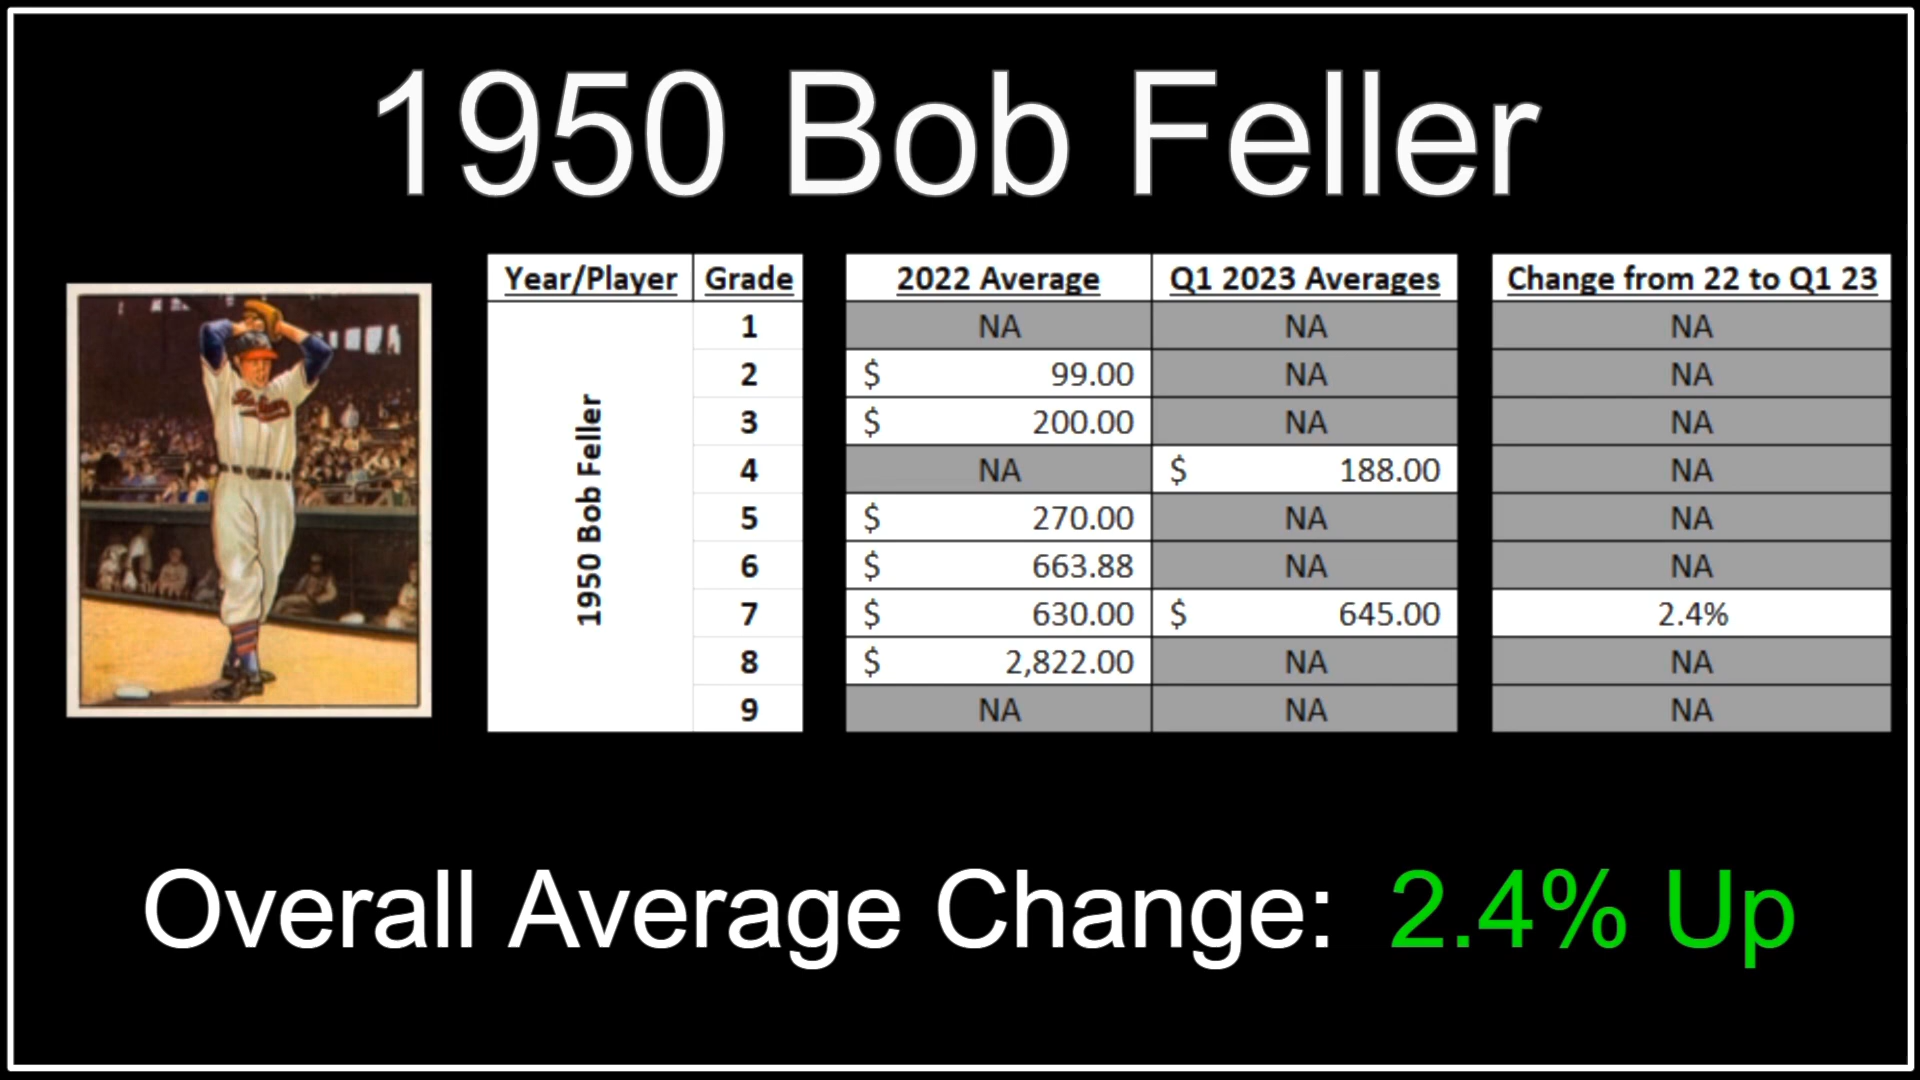 1950 Bob Feller
Year/Player Grade 2022 Average Q1 2023 Averages Change from 22 to Q1 23
1950 Bob Feller
1 NA NA NA
2 $ 99.00 NA NA
3 $ 200.00 NA NA
4 NA $ 188.00 NA
5 $ 270.00 NA NA
6 $ 663.88 NA NA
7 $ 630.00 $ 645.00 2.4%
8 $ 2,822.00 NA NA
9 NA NA NA
Overall Average Change: 2.4% Up